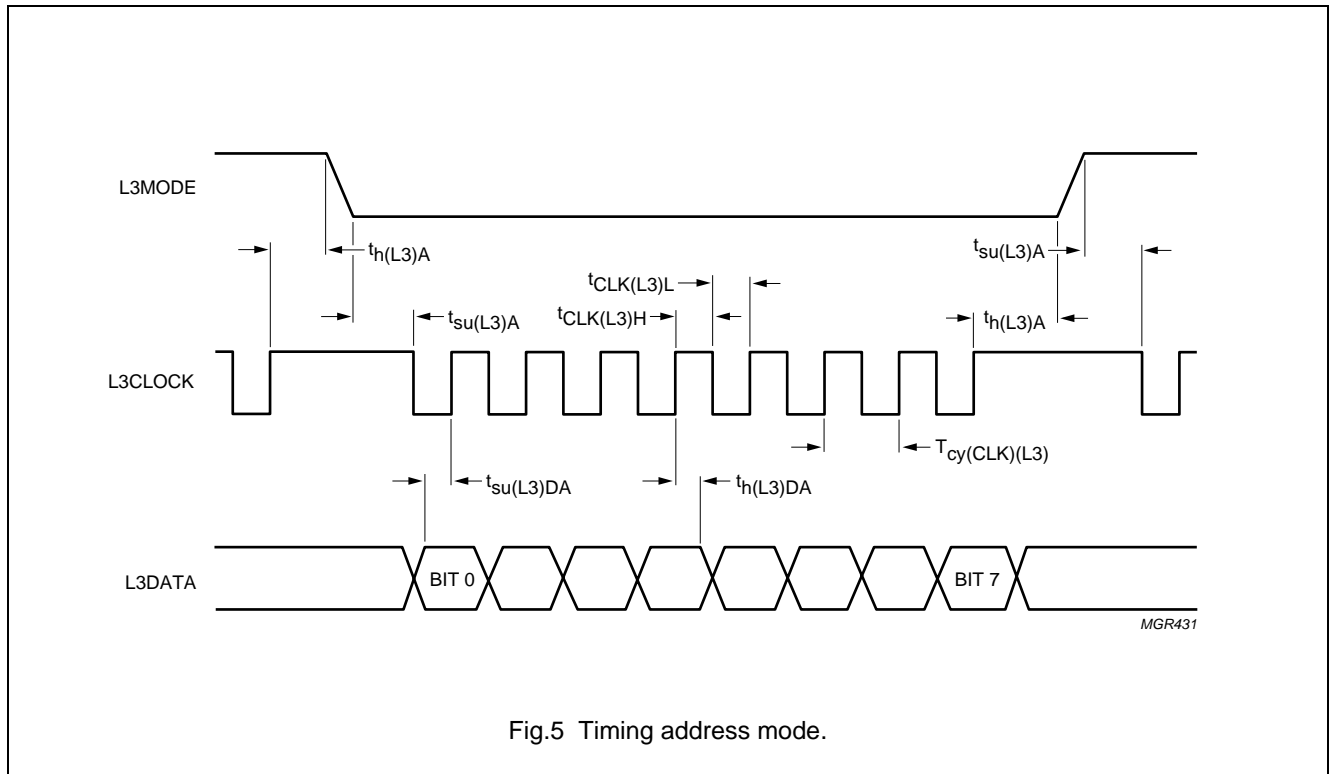 L3MODE
th(L3)A
tsu(L3)A
tCLK(L3)L
tCLK(L3)H
tsu(L3)A
th(L3)A
L3CLOCK
Tcy(CLK)(L3)
tsu(L3)DA
th(L3)DA
L3DATA
BIT 0
BIT 7
MGR431
Fig.5 Timing address mode.